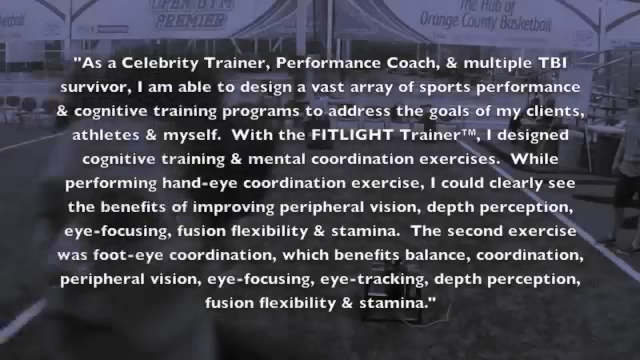 OPEN GYM
PREMIER
The Hub of
Orange County Basketball
"As a Celebrity Trainer, Performance Coach, & multiple TBI
survivor, I am able to design a vast array of sports performance
& cognitive training programs to address the goals of my clients,
athletes & myself.  With the FITLIGHT Trainer™, I designed
cognitive training & mental coordination exercises.  While
performing hand-eye coordination exercise, I could clearly see
the benefits of improving peripheral vision, depth perception,
eye-focusing, fusion flexibility & stamina.  The second exercise
was foot-eye coordination, which benefits balance, coordination,
peripheral vision, eye-focusing, eye-tracking, depth perception,
fusion flexibility & stamina."